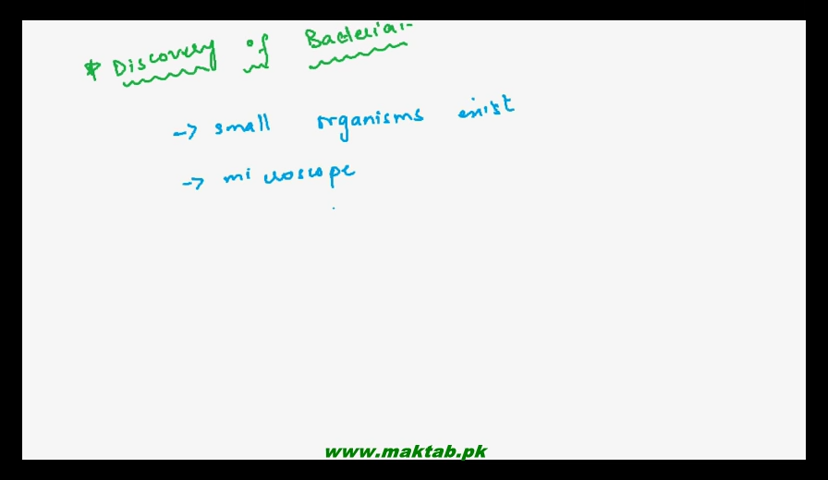 * Discovery of Bacteria:-
-> small organisms exist
-> microscope
www.maktab.pk